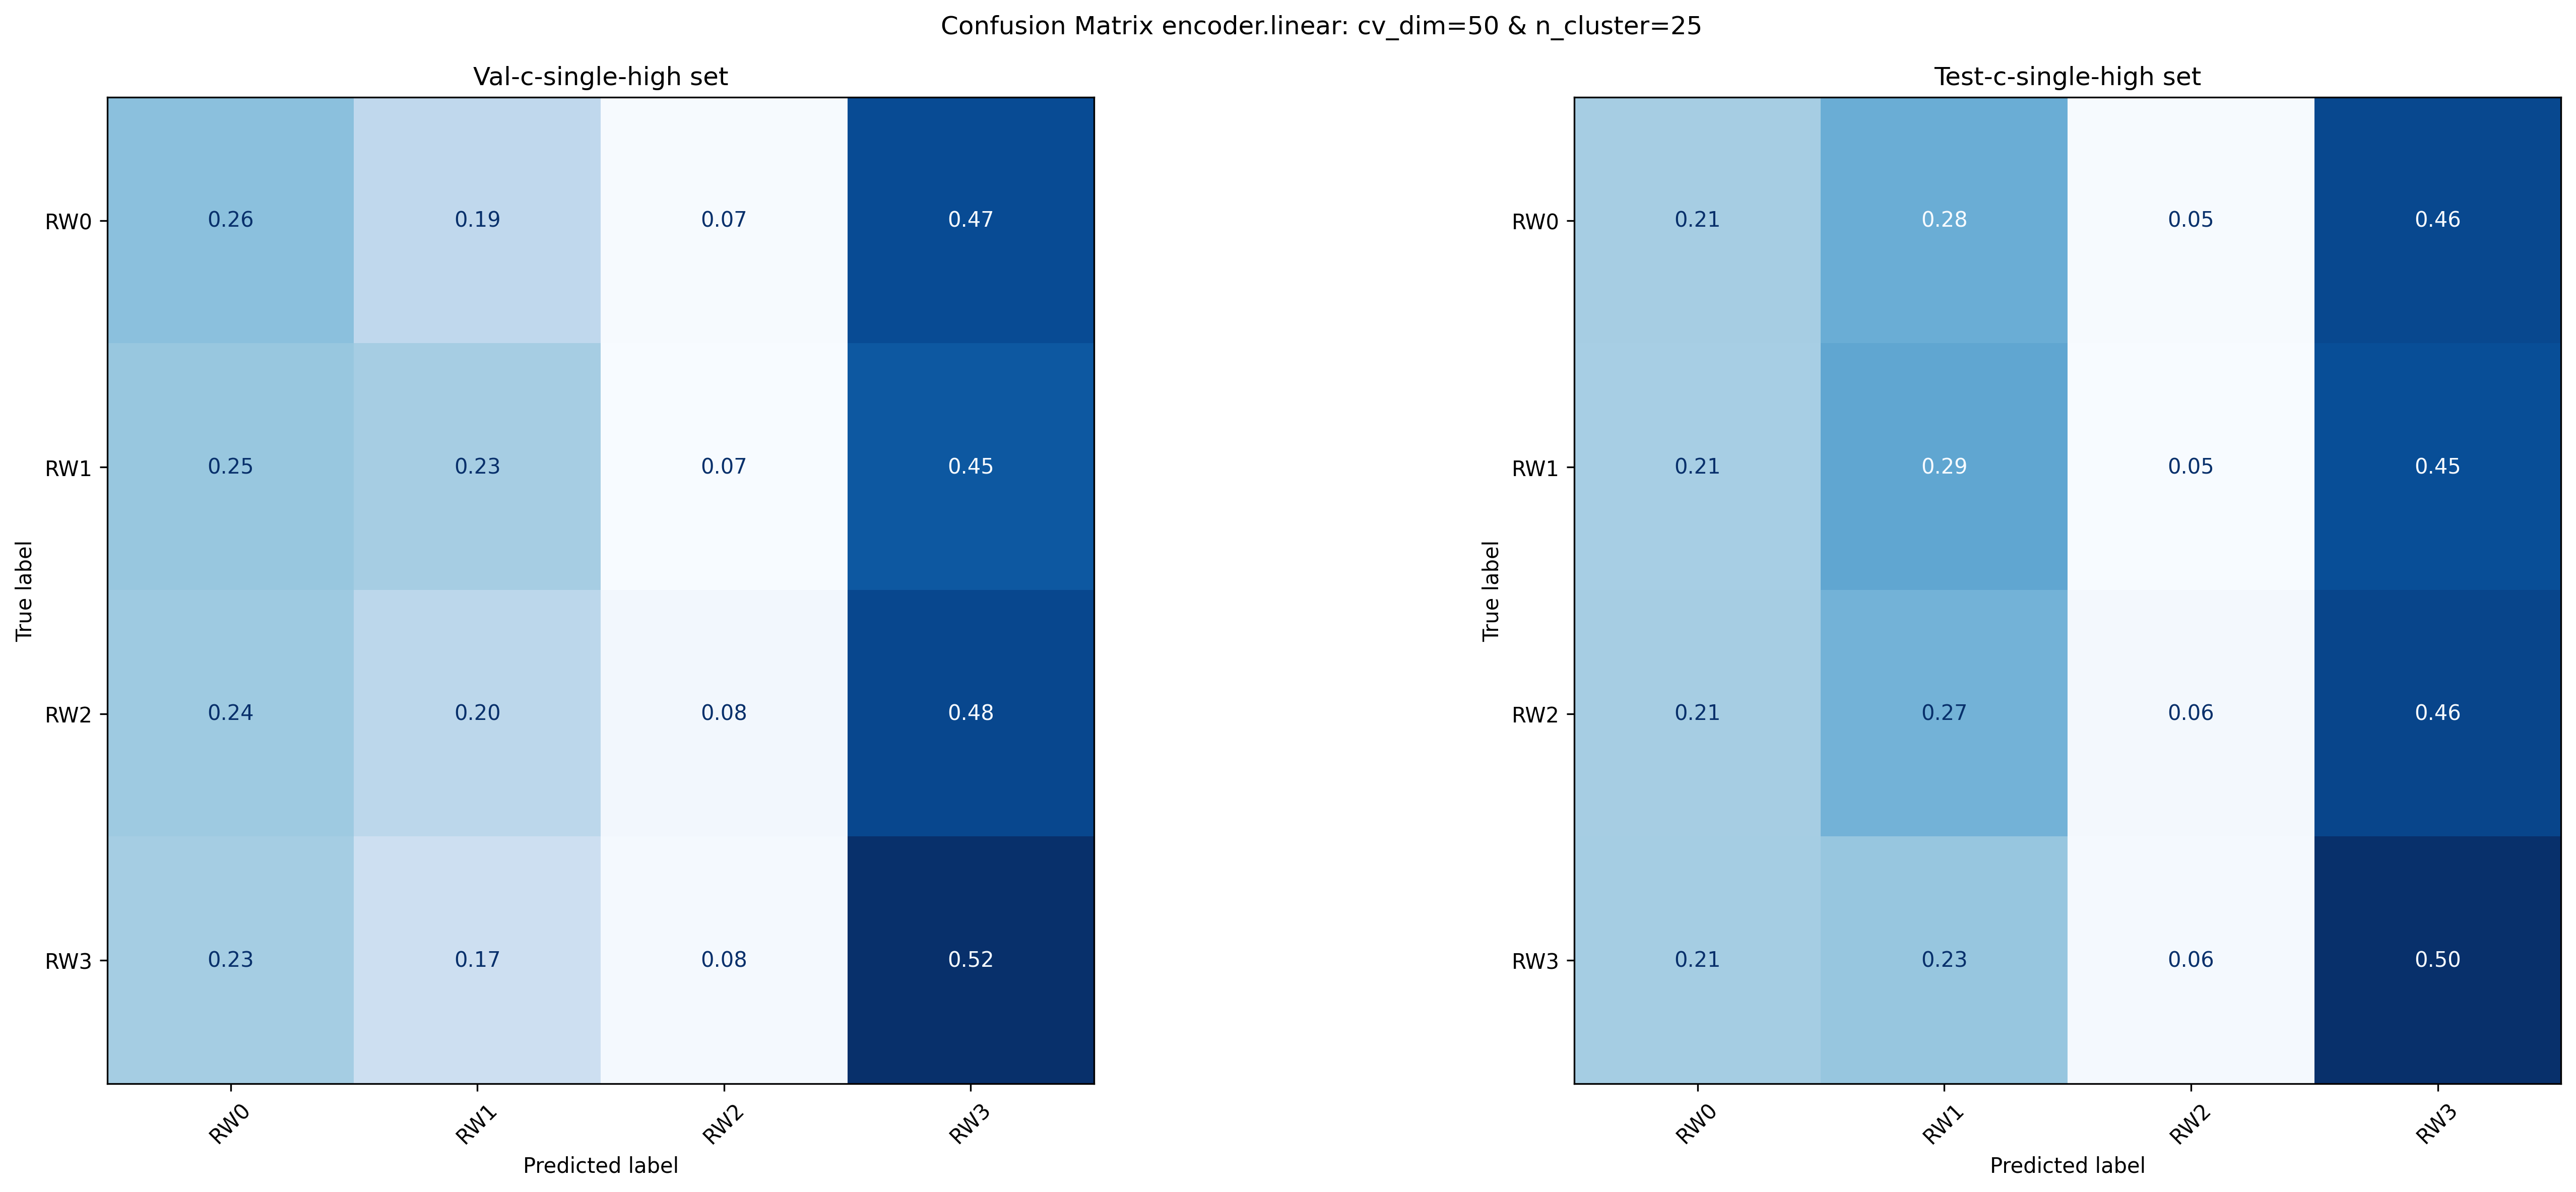 Confusion Matrix encoder.linear: cv_dim=50 & n_cluster=25
Val-c-single-high set
True label
RW0 0.26 0.19 0.07 0.47
RW1 0.25 0.23 0.07 0.45
RW2 0.24 0.20 0.08 0.48
RW3 0.23 0.17 0.08 0.52
RW0 RW1 RW2 RW3
Predicted label
Test-c-single-high set
True label
RW0 0.21 0.28 0.05 0.46
RW1 0.21 0.29 0.05 0.45
RW2 0.21 0.27 0.06 0.46
RW3 0.21 0.23 0.06 0.50
RW0 RW1 RW2 RW3
Predicted label